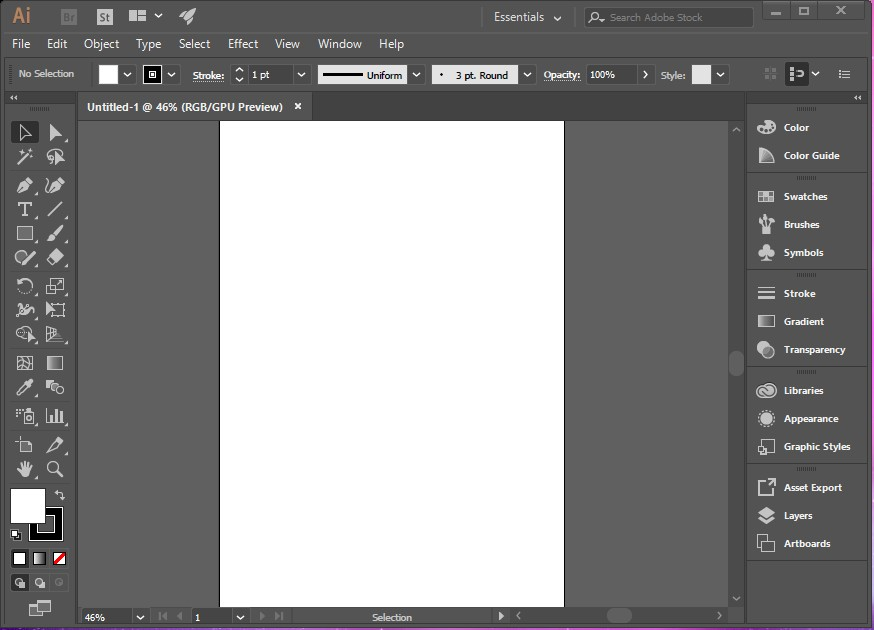 Ai Br St Essentials Search Adobe Stock
File Edit Object Type Select Effect View Window Help
No Selection Stroke: 1 pt Uniform 3 pt. Round Opacity: 100% Style:
Untitled-1 @ 46% (RGB/GPU Preview)
Color
Color Guide
Swatches
Brushes
Symbols
Stroke
Gradient
Transparency
Libraries
Appearance
Graphic Styles
Asset Export
Layers
Artboards
46% 1 Selection